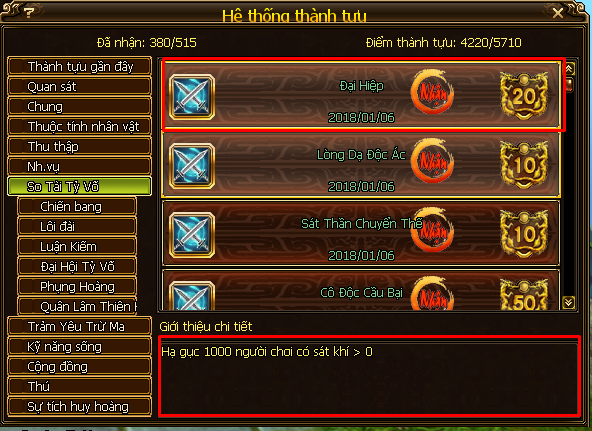 ?
Hệ thống thành tựu
Đã nhận: 380/515
Điểm thành tựu: 4220/5710
Thành tựu gần đây
Quan sát
Chung
Thuộc tính nhân vật
Thu thập
Nh.vụ
So Tài Tỷ Võ
Chiến bang
Lôi đài
Luận Kiếm
Đại Hội Tỷ Võ
Phụng Hoàng
Quân Lâm Thiên H
Trảm Yêu Trừ Ma
Kỹ năng sống
Cộng đồng
Thú
Sự tích huy hoàng
Đại Hiệp
Nhận
20
2018/01/06
Lòng Dạ Độc Ác
Nhận
10
2018/01/06
Sát Thần Chuyển Thế
Nhận
10
2018/01/06
Cô Độc Cầu Bại
Nhận
50
Giới thiệu chi tiết
Hạ gục 1000 người chơi có sát khí > 0